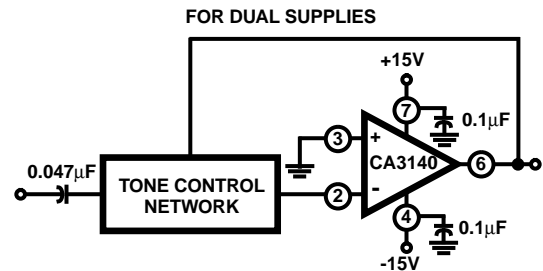 FOR DUAL SUPPLIES
+15V
7
0.1μF
3
+
CA3140
6
0.047μF
TONE CONTROL
NETWORK
2
-
4
0.1μF
-15V